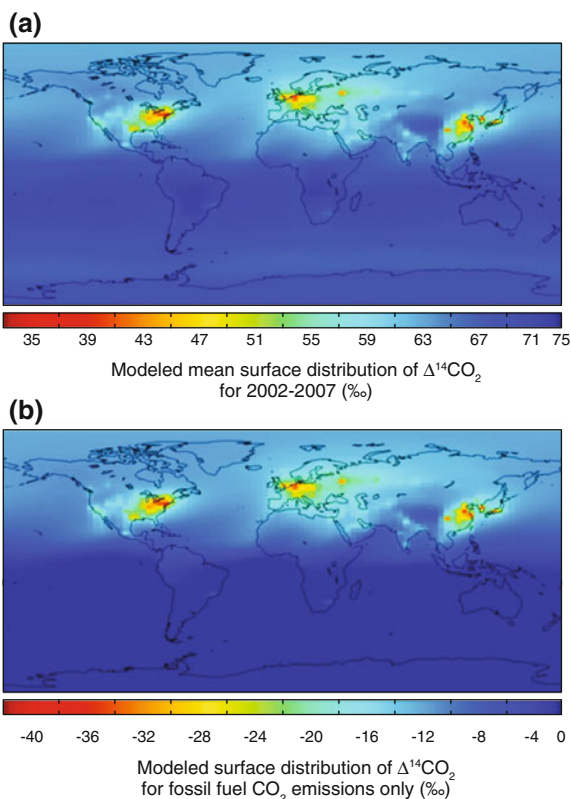 (a)
35 39 43 47 51 55 59 63 67 71 75
Modeled mean surface distribution of Δ¹⁴CO₂
for 2002-2007 (‰)
(b)
-40 -36 -32 -28 -24 -20 -16 -12 -8 -4 0
Modeled surface distribution of Δ¹⁴CO₂
for fossil fuel CO₂ emissions only (‰)